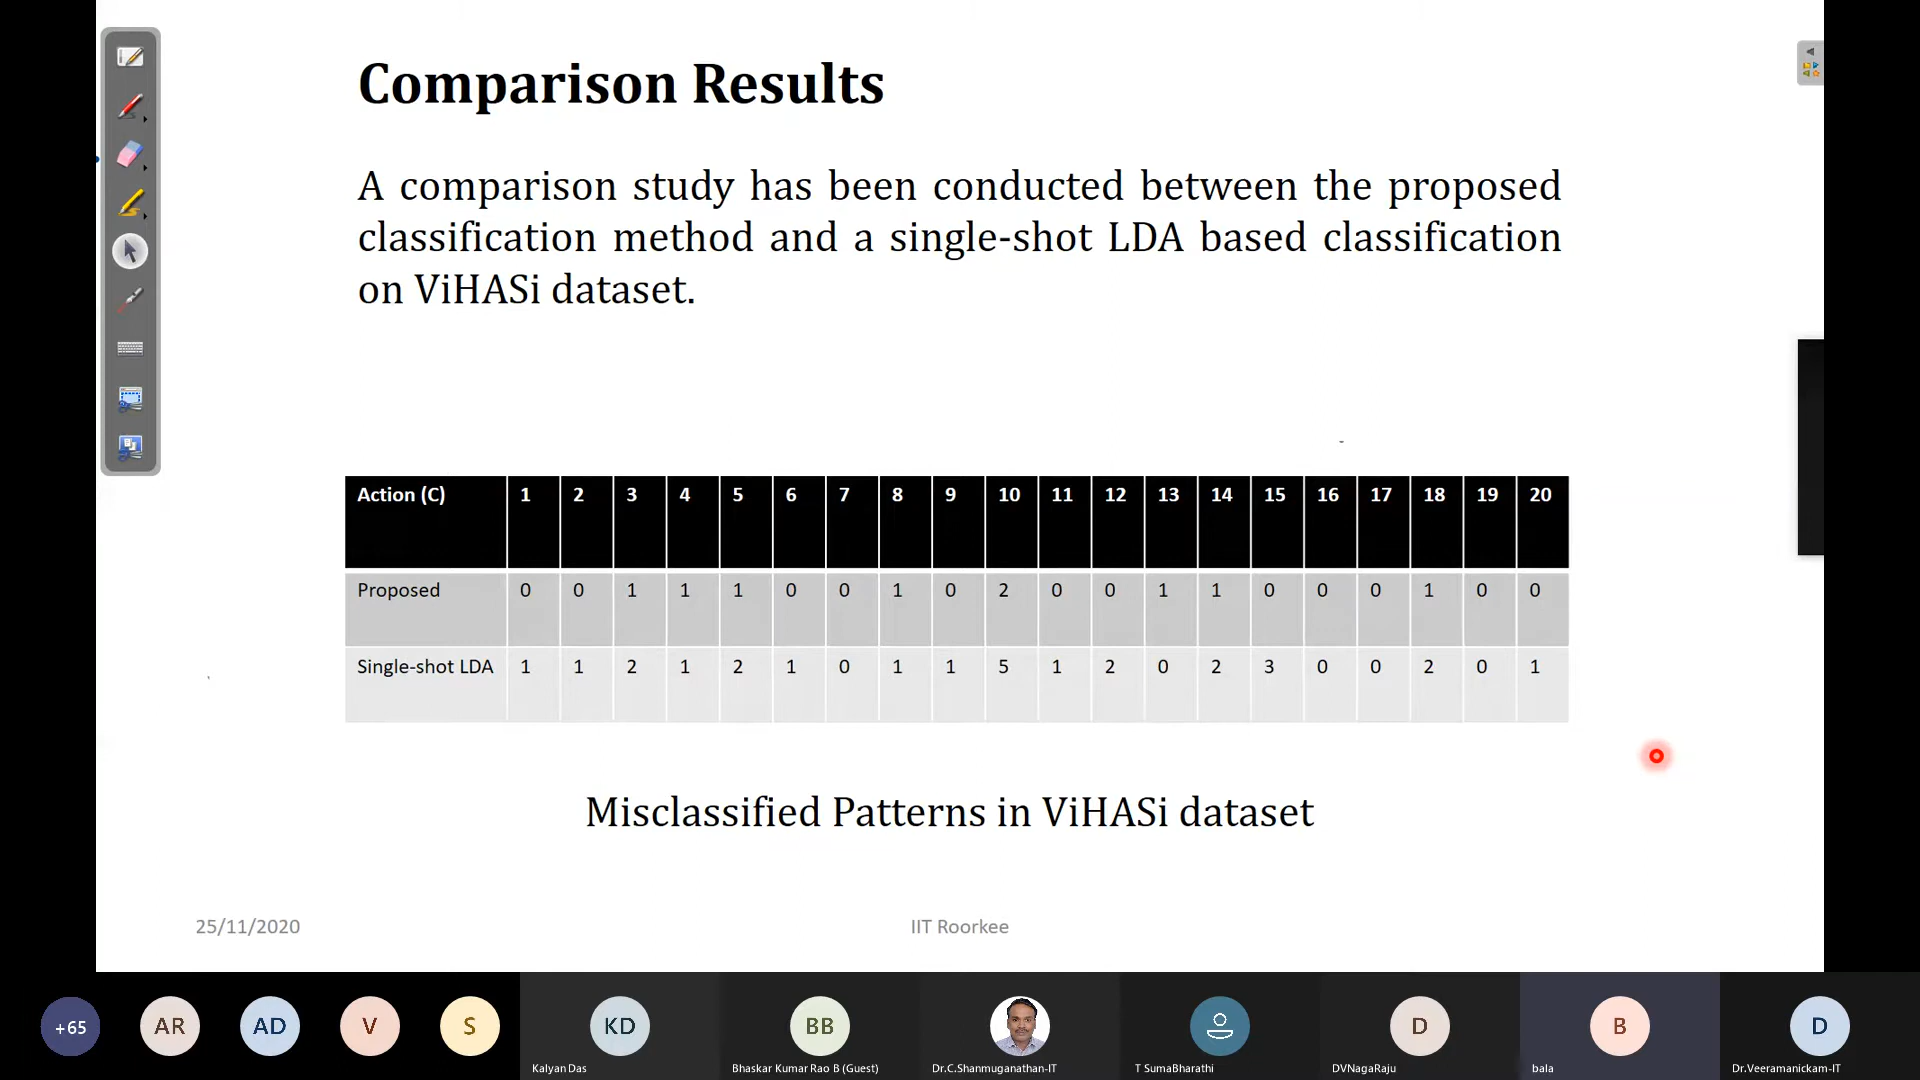 Comparison Results
A comparison study has been conducted between the proposed
classification method and a single-shot LDA based classification
on ViHASi dataset.
Action (C) 1 2 3 4 5 6 7 8 9 10 11 12 13 14 15 16 17 18 19 20
Proposed 0 0 1 1 1 0 0 1 0 2 0 0 1 1 0 0 0 1 0 0
Single-shot LDA 1 1 2 1 2 1 0 1 1 5 1 2 0 2 3 0 0 2 0 1
Misclassified Patterns in ViHASi dataset
25/11/2020 IIT Roorkee
+65 AR AD V S KD BB D B D
Kalyan Das Bhaskar Kumar Rao B (Guest) Dr.C.Shanmuganathan-IT T SumaBharathi DVNagaRaju bala Dr.Veeramanickam-IT